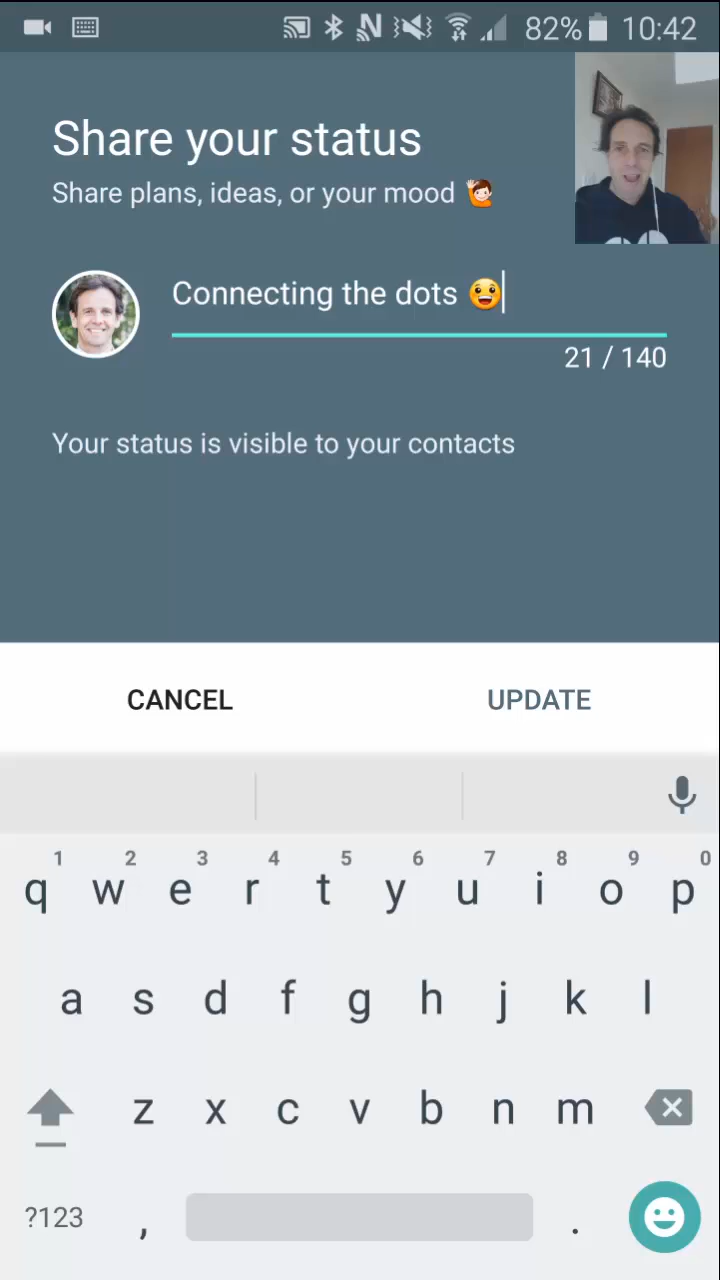 82% 10:42
Share your status
Share plans, ideas, or your mood 🙋
Connecting the dots 😀
21 / 140
Your status is visible to your contacts
CANCEL UPDATE
1 2 3 4 5 6 7 8 9 0
q w e r t y u i o p
a s d f g h j k l
z x c v b n m
?123 , .